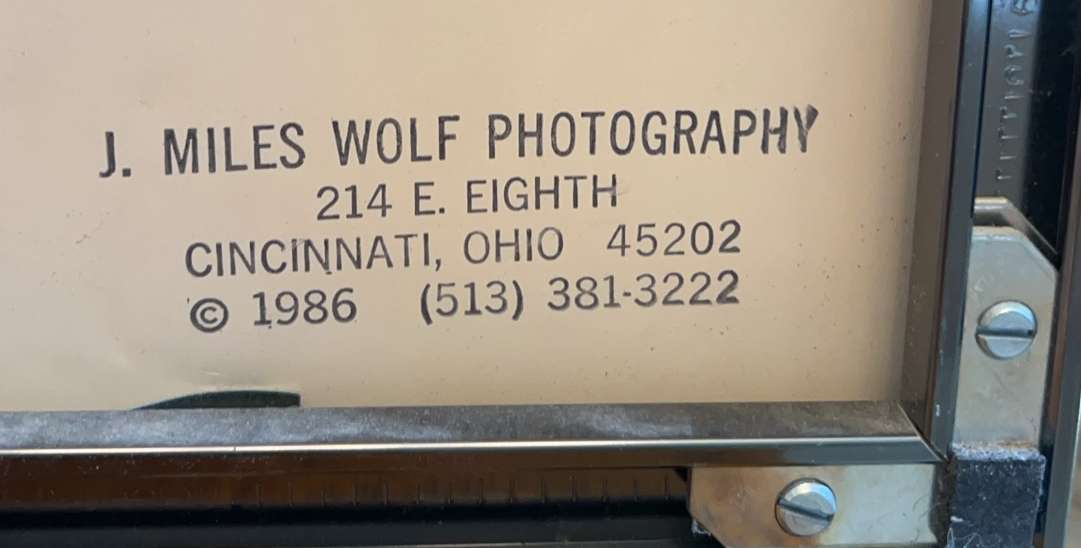 J. MILES WOLF PHOTOGRAPHY
214 E. EIGHTH
CINCINNATI, OHIO 45202
© 1986 (513) 381-3222